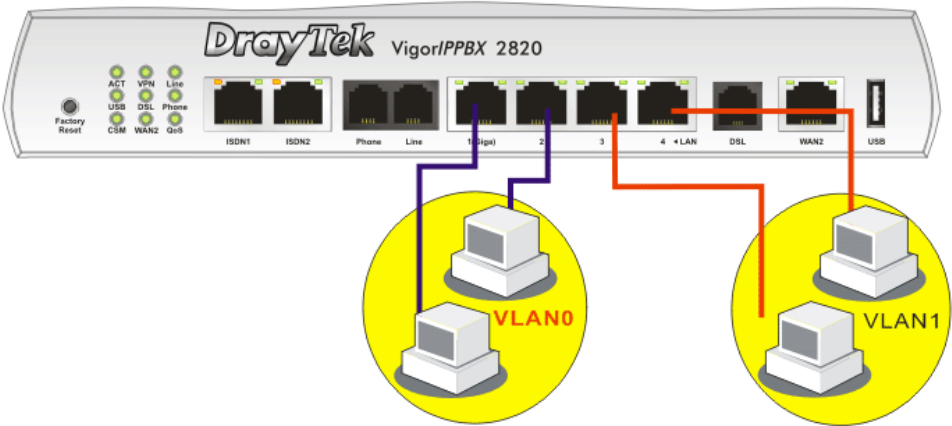 DrayTek VigorIPPBX 2820
ACT VPN Line
USB DSL Phone
CSM WAN2 QoS
Factory
Reset
ISDN1 ISDN2 Phone Line 1(Giga) 2 3 4 ◄LAN DSL WAN2 USB
VLAN0
VLAN1